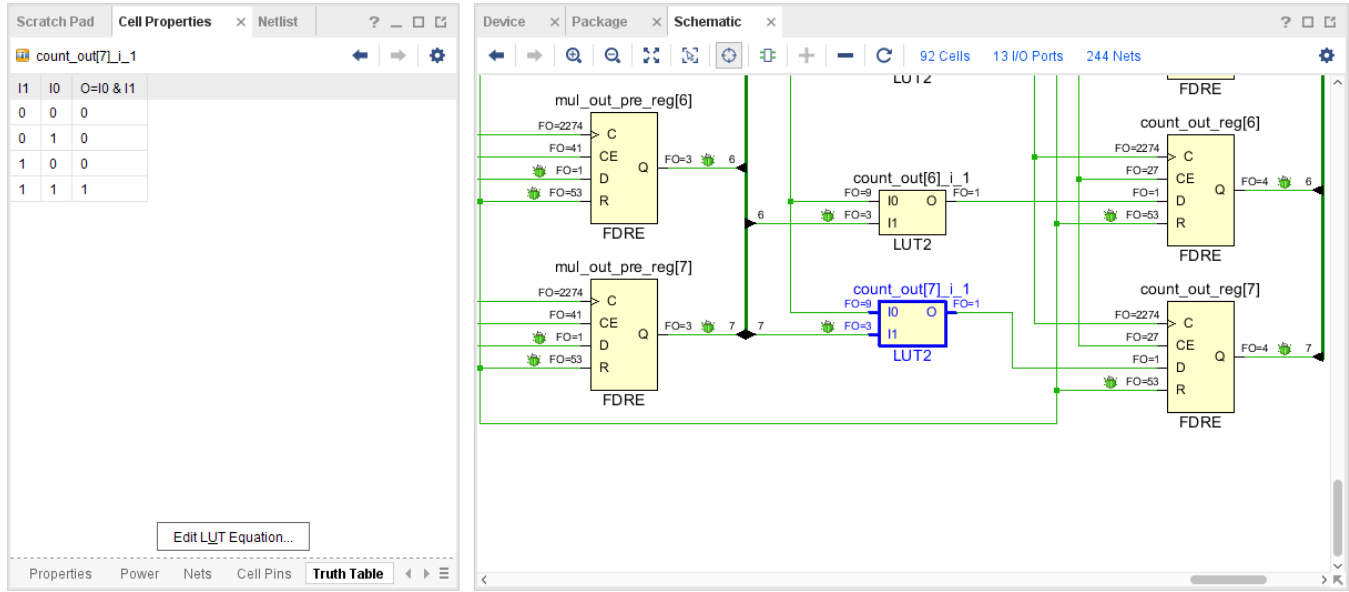 Scratch Pad Cell Properties × Netlist ? _
count_out[7]_i_1
I1 I0 O=I0 & I1
0 0 0
0 1 0
1 0 0
1 1 1
Edit LUT Equation...
Properties Power Nets Cell Pins Truth Table
Device × Package × Schematic × ?
92 Cells 13 I/O Ports 244 Nets
LUT2
FDRE
mul_out_pre_reg[6]
FO=2274 C
FO=41 CE
FO=1 D
FO=53 R
Q FO=3 6
FDRE
mul_out_pre_reg[7]
FO=2274 C
FO=41 CE
FO=1 D
FO=53 R
Q FO=3 7 7
FDRE
count_out[6]_i_1
FO=9 I0 O FO=1
6 FO=3 I1
LUT2
count_out[7]_i_1
FO=9 I0 O FO=1
FO=3 I1
LUT2
count_out_reg[6]
FO=2274 C
FO=27 CE
FO=1 D
FO=53 R
Q FO=4 6
FDRE
count_out_reg[7]
FO=2274 C
FO=27 CE
FO=1 D
FO=53 R
Q FO=4 7
FDRE